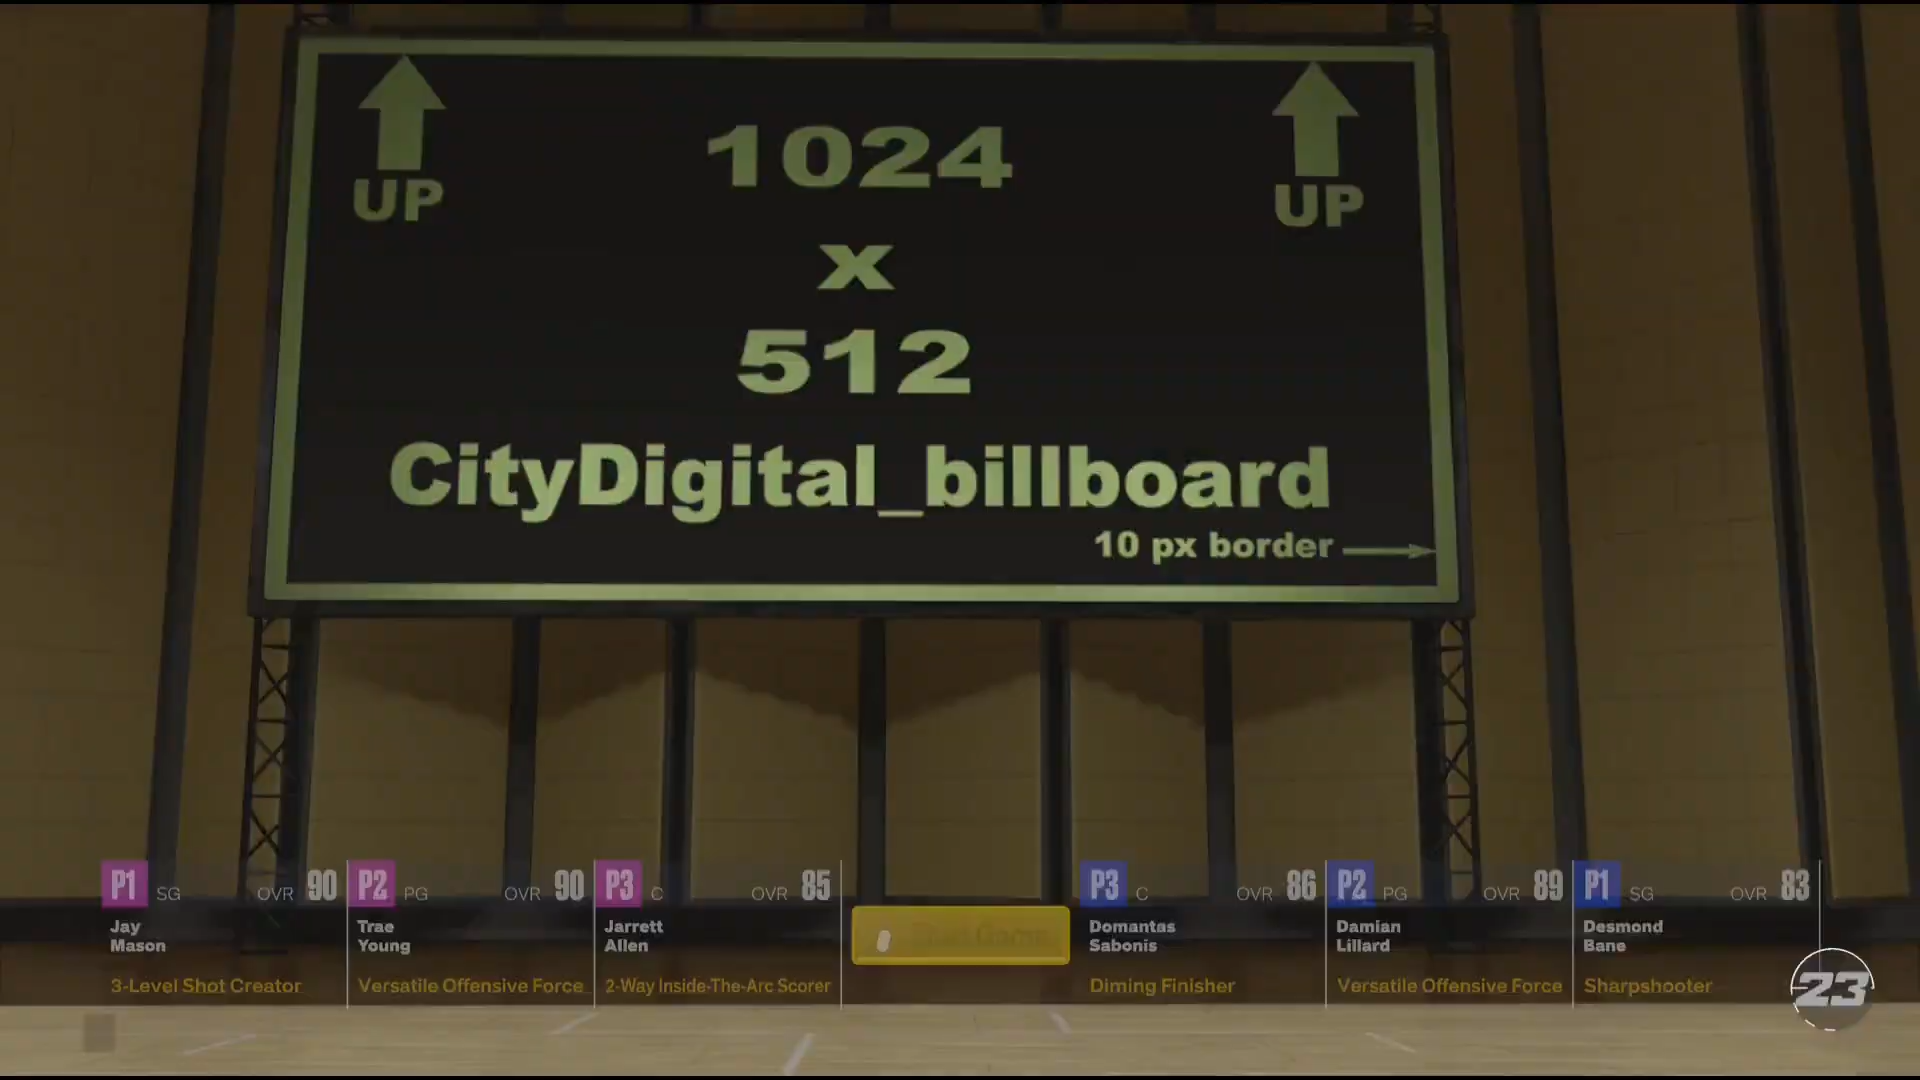 UP
UP
1024
x
512
CityDigital_billboard
10 px border
P1 SG OVR 90
Jay
Mason
3-Level Shot Creator
P2 PG OVR 90
Trae
Young
Versatile Offensive Force
P3 C OVR 85
Jarrett
Allen
2-Way Inside-The-Arc Scorer
P3 C OVR 86
Domantas
Sabonis
Diming Finisher
P2 PG OVR 89
Damian
Lillard
Versatile Offensive Force
P1 SG OVR 83
Desmond
Bane
Sharpshooter
23